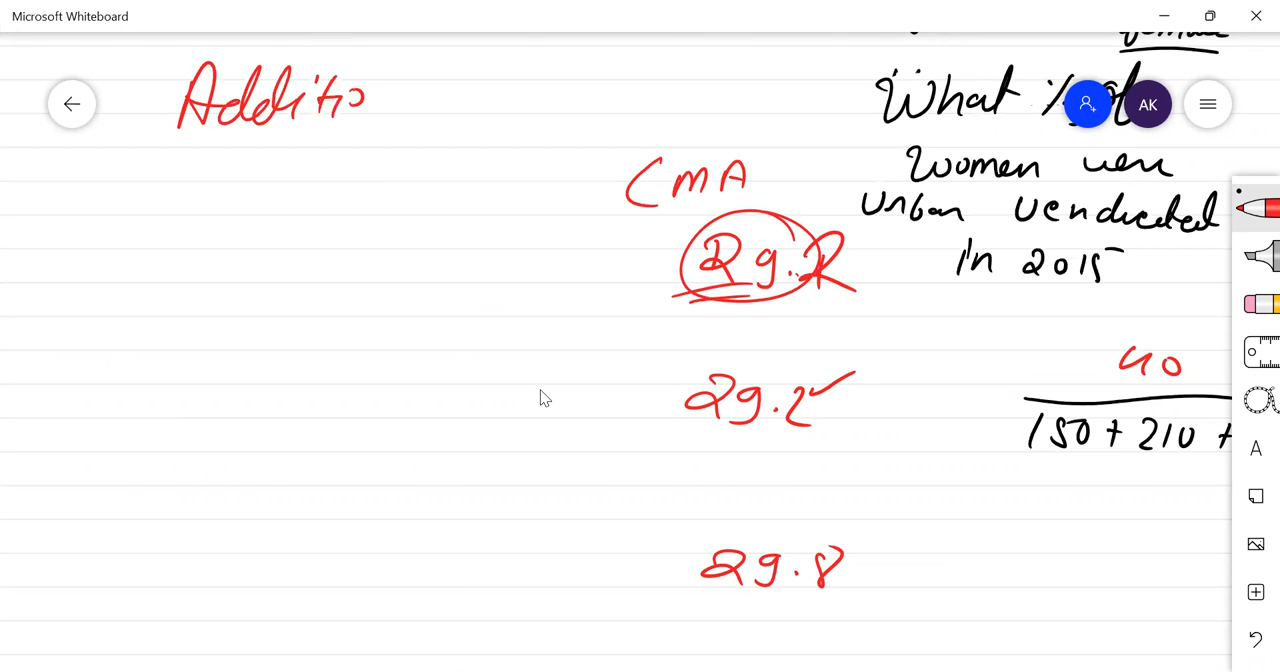 Microsoft Whiteboard
Additio
CMA
29.2
29.2
29.8
What % of
Women were
Urban
in 2015
40
150 + 210 +
AK
A